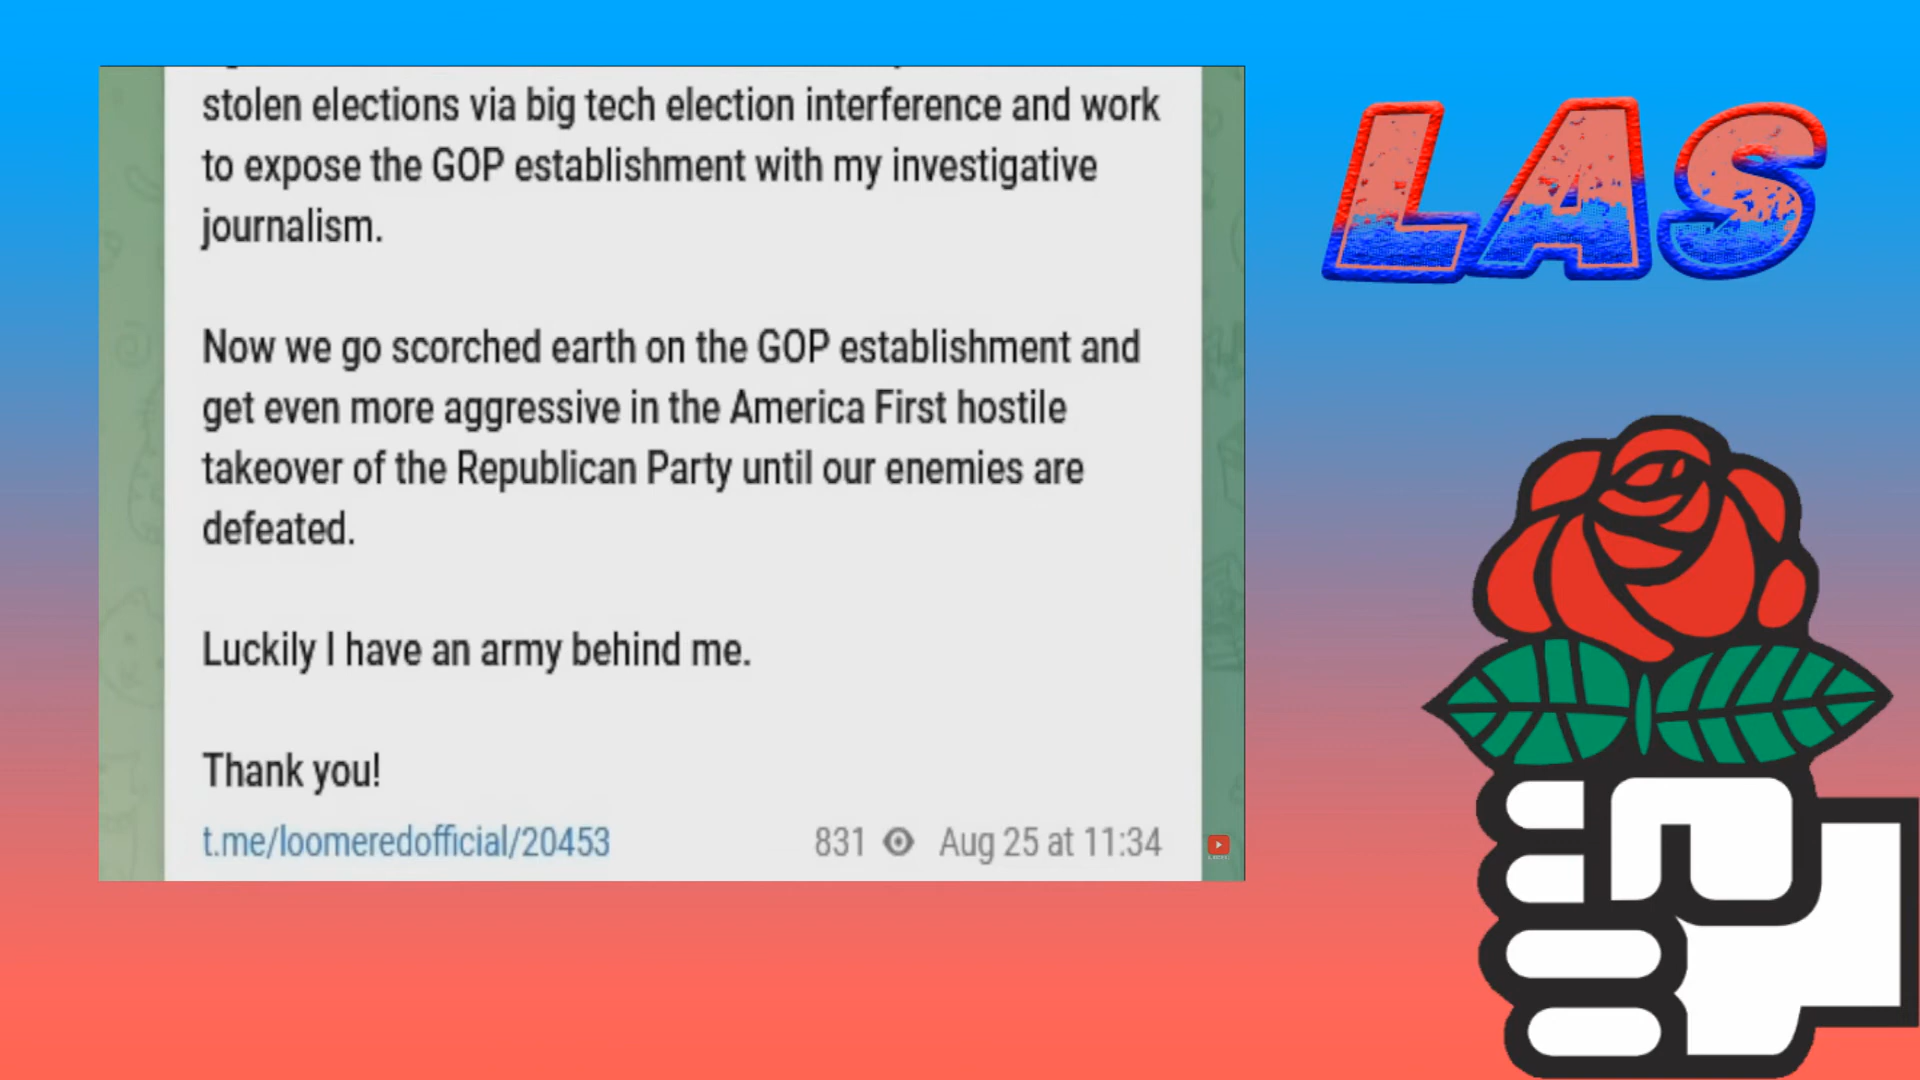 stolen elections via big tech election interference and work
to expose the GOP establishment with my investigative
journalism.
Now we go scorched earth on the GOP establishment and
get even more aggressive in the America First hostile
takeover of the Republican Party until our enemies are
defeated.
Luckily I have an army behind me.
Thank you!
t.me/loomeredofficial/20453 831 Aug 25 at 11:34
LAS